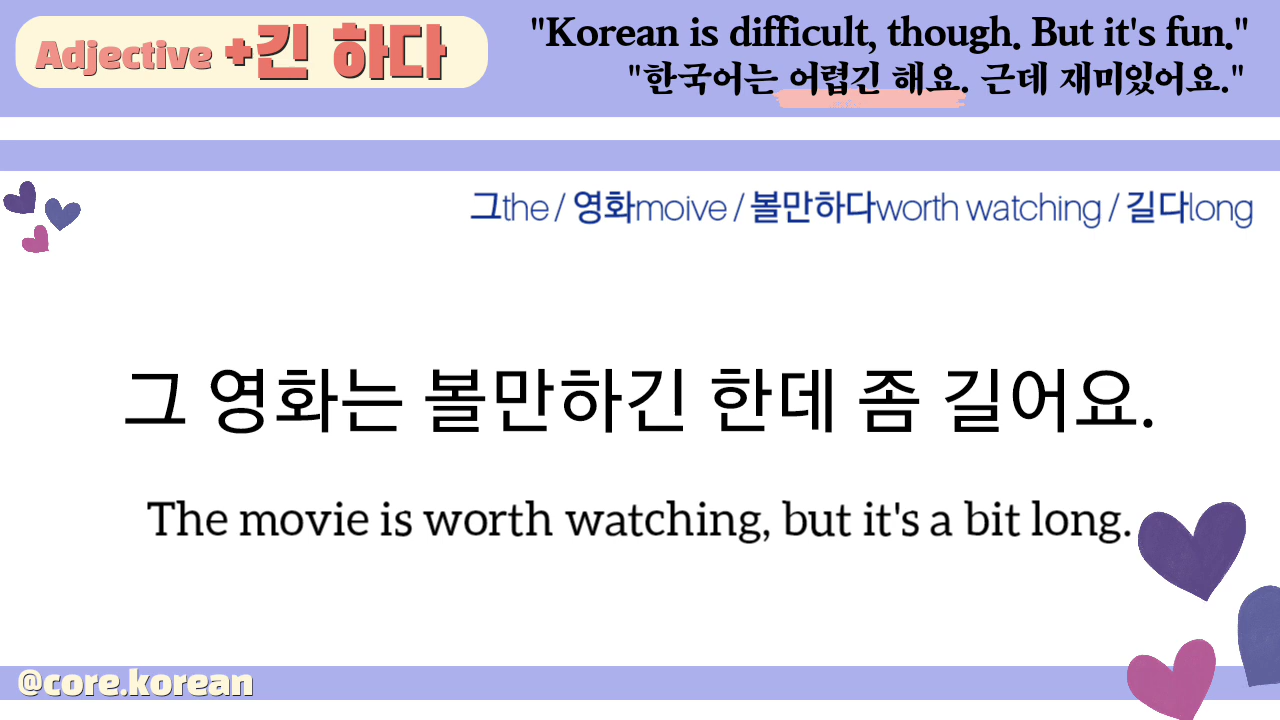 Adjective +긴 하다
"Korean is difficult, though. But it's fun."
"한국어는 어렵긴 해요. 근데 재미있어요."
그the / 영화moive / 볼만하다worth watching / 길다long
그 영화는 볼만하긴 한데 좀 길어요.
The movie is worth watching, but it's a bit long.
@core.korean